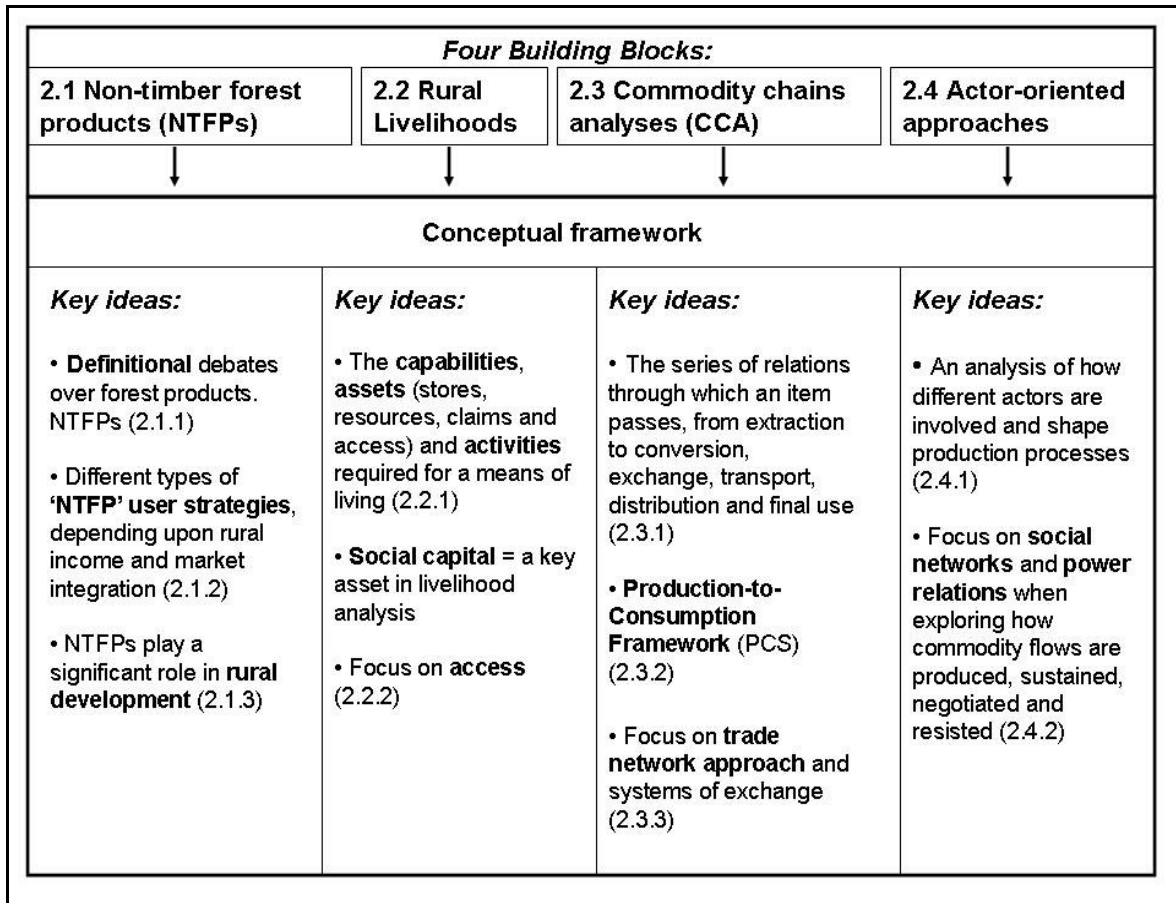 Four Building Blocks:
2.1 Non-timber forest
products (NTFPs)
2.2 Rural
Livelihoods
2.3 Commodity chains
analyses (CCA)
2.4 Actor-oriented
approaches
Conceptual framework
Key ideas:
• Definitional debates
over forest products.
NTFPs (2.1.1)
• Different types of
‘NTFP’ user strategies,
depending upon rural
income and market
integration (2.1.2)
• NTFPs play a
significant role in rural
development (2.1.3)
Key ideas:
• The capabilities,
assets (stores,
resources, claims and
access) and activities
required for a means of
living (2.2.1)
• Social capital = a key
asset in livelihood
analysis
• Focus on access
(2.2.2)
Key ideas:
• The series of relations
through which an item
passes, from extraction
to conversion,
exchange, transport,
distribution and final use
(2.3.1)
• Production-to-
Consumption
Framework (PCS)
(2.3.2)
• Focus on trade
network approach and
systems of exchange
(2.3.3)
Key ideas:
• An analysis of how
different actors are
involved and shape
production processes
(2.4.1)
• Focus on social
networks and power
relations when
exploring how
commodity flows are
produced, sustained,
negotiated and
resisted (2.4.2)